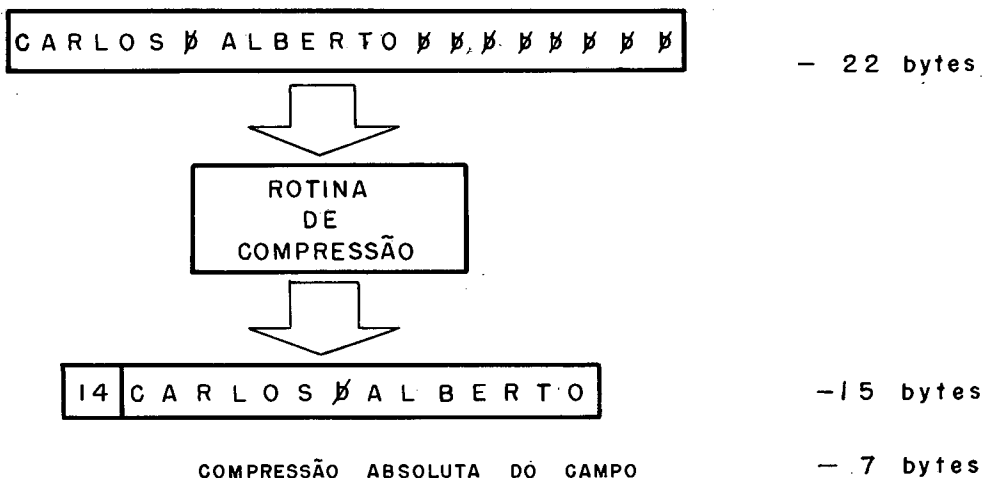 CARLOS ƀ ALBERTO ƀ ƀ ƀ ƀ ƀ ƀ ƀ ƀ
– 22 bytes
ROTINA
DE
COMPRESSÃO
14 CARLOS ƀ ALBERTO
– 15 bytes
COMPRESSÃO ABSOLUTA DO CAMPO
– 7 bytes